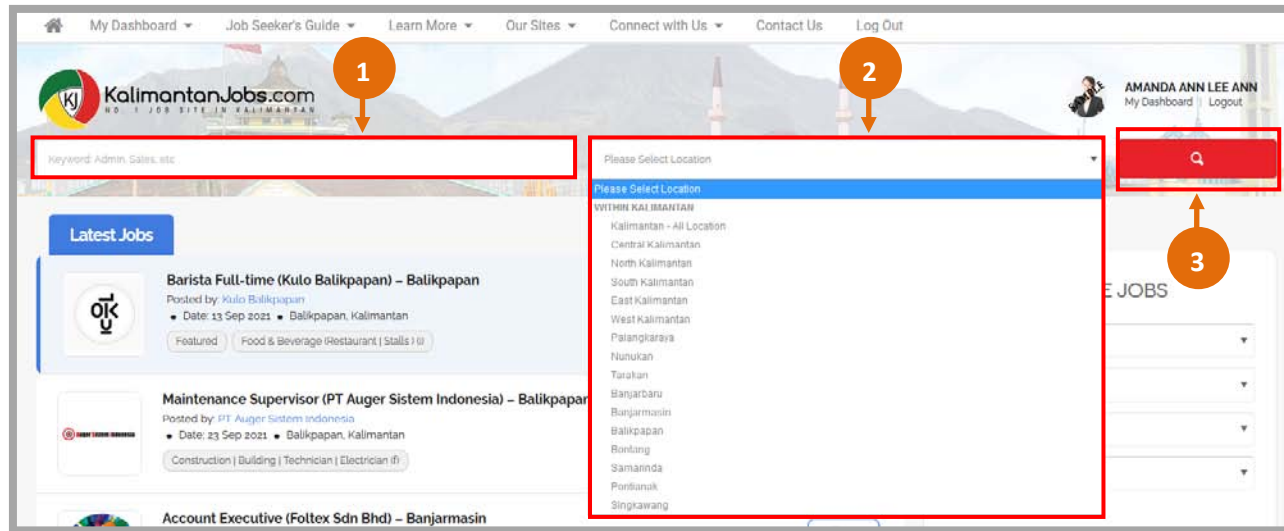 My Dashboard Job Seeker's Guide Learn More Our Sites Connect with Us Contact Us Log Out
1
2
KJ
KalimantanJobs.com
NO. 1 JOB SITE IN KALIMANTAN
AMANDA ANN LEE ANN
My Dashboard | Logout
Keyword: Admin, Sales, etc
Please Select Location
Please Select Location
WITHIN KALIMANTAN
Kalimantan - All Location
Central Kalimantan
North Kalimantan
South Kalimantan
East Kalimantan
West Kalimantan
Palangkaraya
Nunukan
Tarakan
Banjarbaru
Banjarmasin
Balikpapan
Bontang
Samarinda
Pontianak
Singkawang
3
E JOBS
Latest Jobs
Barista Full-time (Kulo Balikpapan) – Balikpapan
Posted by: Kulo Balikpapan
• Date: 13 Sep 2021 • Balikpapan, Kalimantan
Featured Food & Beverage (Restaurant | Stalls )
Maintenance Supervisor (PT Auger Sistem Indonesia) – Balikpapan
Posted by: PT Auger Sistem Indonesia
auger sistem indonesia
• Date: 23 Sep 2021 • Balikpapan, Kalimantan
Construction | Building | Technician | Electrician
Account Executive (Foltex Sdn Bhd) – Banjarmasin